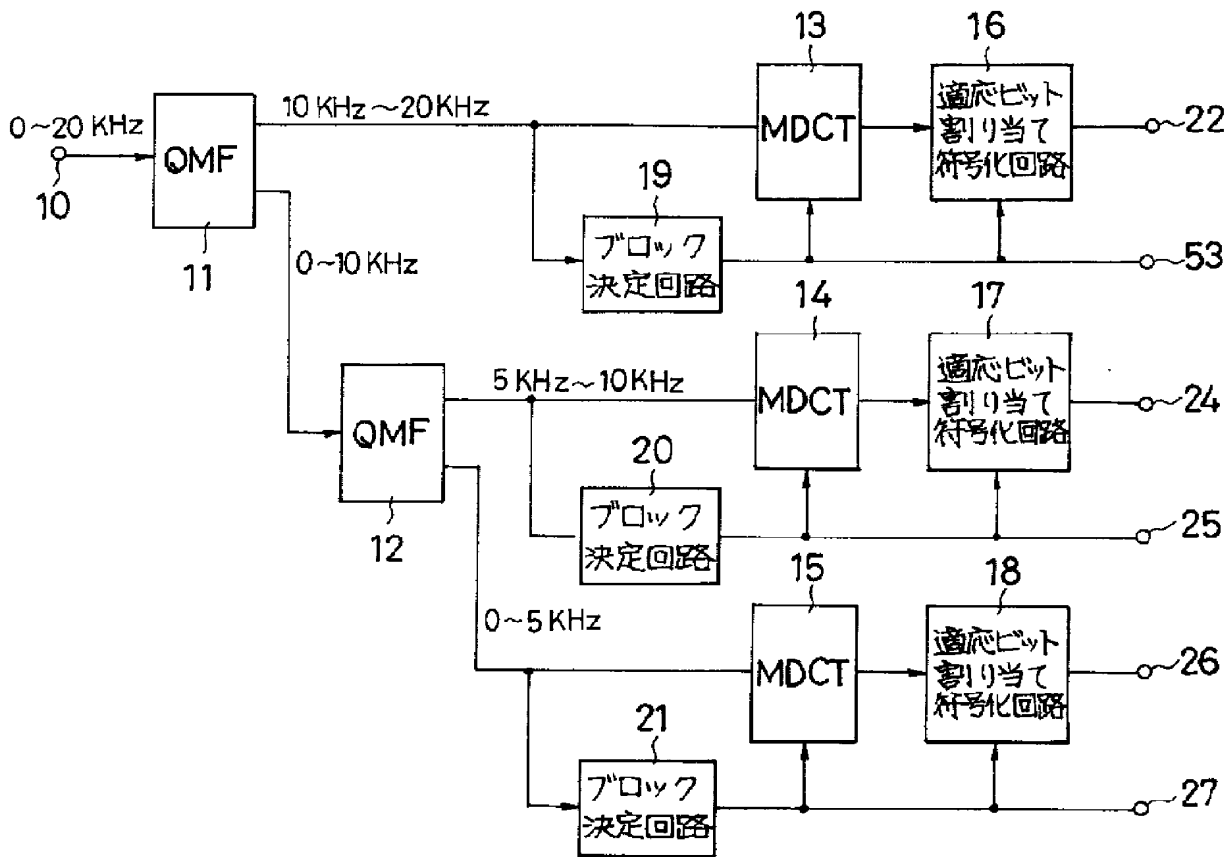 13
16
0~20 KHz
10 KHz~20 KHz
QMF
MDCT
適応ビット
割り当て
符号化回路
22
10
11
19
ブロック
決定回路
53
0~10 KHz
14
17
QMF
5 KHz~10 KHz
MDCT
適応ビット
割り当て
符号化回路
24
12
20
ブロック
決定回路
25
0~5 KHz
15
18
MDCT
適応ビット
割り当て
符号化回路
26
21
ブロック
決定回路
27